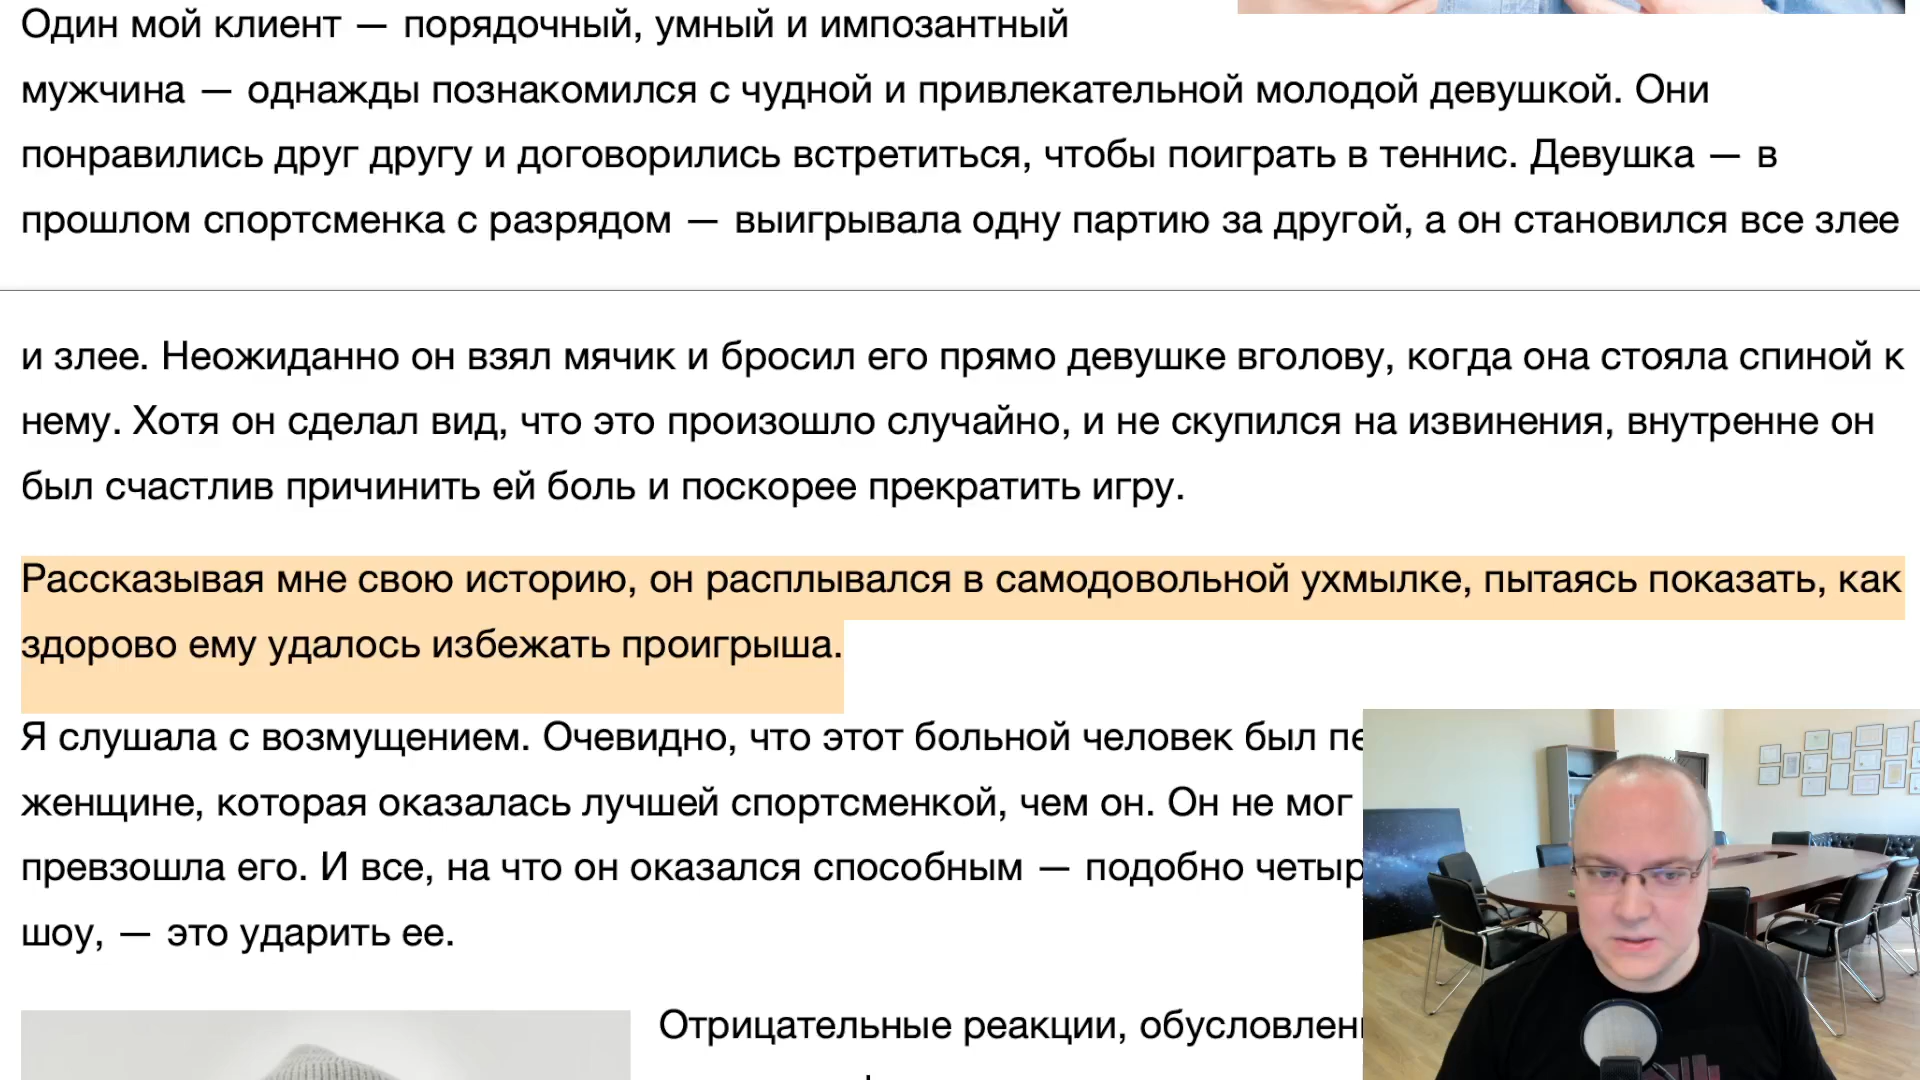 Один мой клиент — порядочный, умный и импозантный
мужчина — однажды познакомился с чудной и привлекательной молодой девушкой. Они
понравились друг другу и договорились встретиться, чтобы поиграть в теннис. Девушка — в
прошлом спортсменка с разрядом — выигрывала одну партию за другой, а он становился все злее
и злее. Неожиданно он взял мячик и бросил его прямо девушке вголову, когда она стояла спиной к
нему. Хотя он сделал вид, что это произошло случайно, и не скупился на извинения, внутренне он
был счастлив причинить ей боль и поскорее прекратить игру.
Рассказывая мне свою историю, он расплывался в самодовольной ухмылке, пытаясь показать, как
здорово ему удалось избежать проигрыша.
Я слушала с возмущением. Очевидно, что этот больной человек был
женщине, которая оказалась лучшей спортсменкой, чем он. Он не мог
превзошла его. И все, на что он оказался способным — подобно
шоу, — это ударить ее.
Отрицательные реакции,